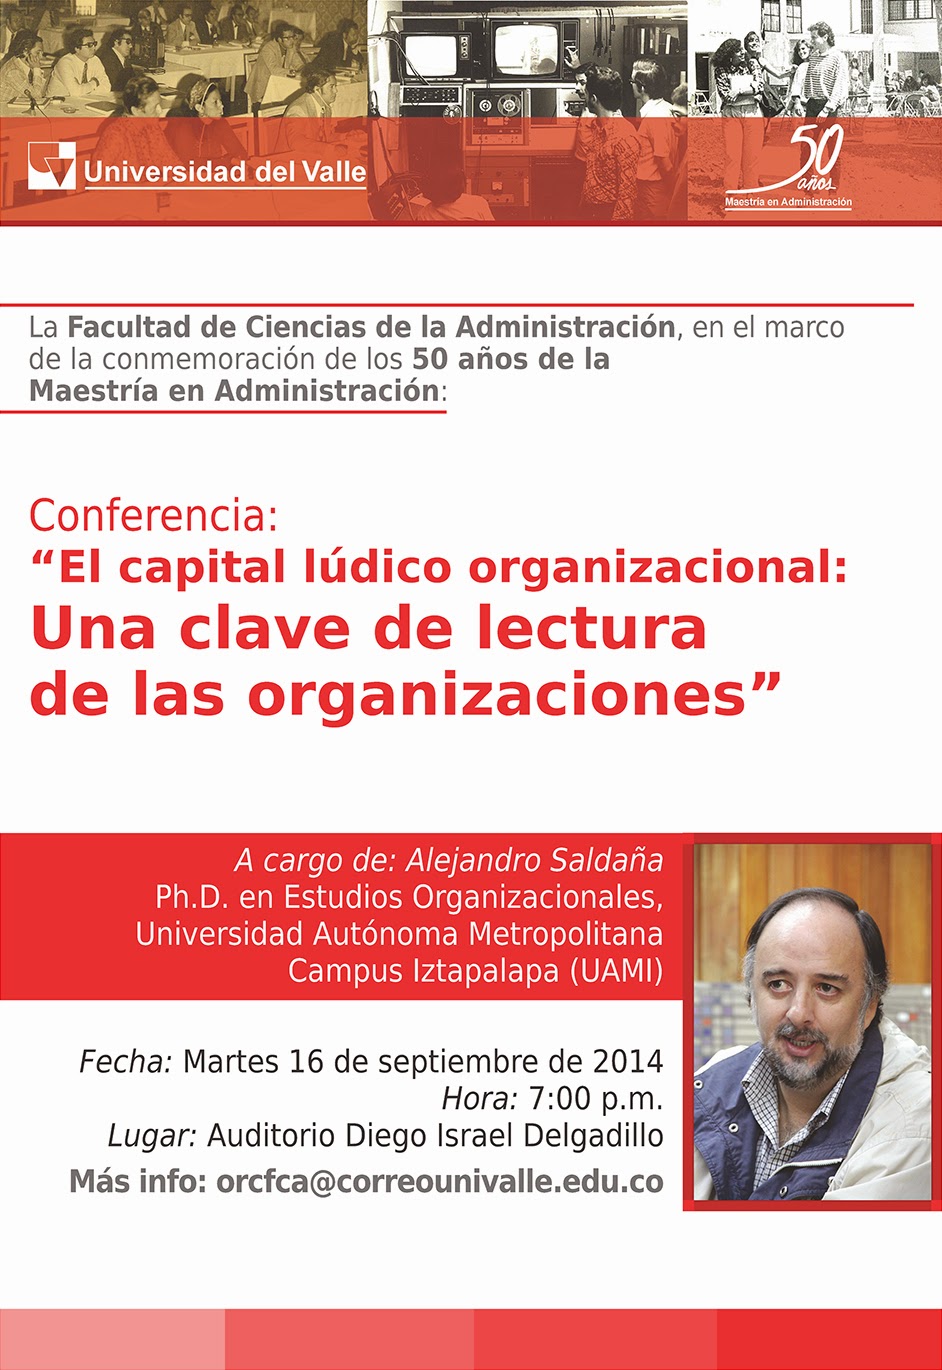 Universidad del Valle
50
años
Maestría en Administración
La Facultad de Ciencias de la Administración, en el marco
de la conmemoración de los 50 años de la
Maestría en Administración:
Conferencia:
“El capital lúdico organizacional:
Una clave de lectura
de las organizaciones”
A cargo de: Alejandro Saldaña
Ph.D. en Estudios Organizacionales,
Universidad Autónoma Metropolitana
Campus Iztapalapa (UAMI)
Fecha: Martes 16 de septiembre de 2014
Hora: 7:00 p.m.
Lugar: Auditorio Diego Israel Delgadillo
Más info: orcfca@correounivalle.edu.co